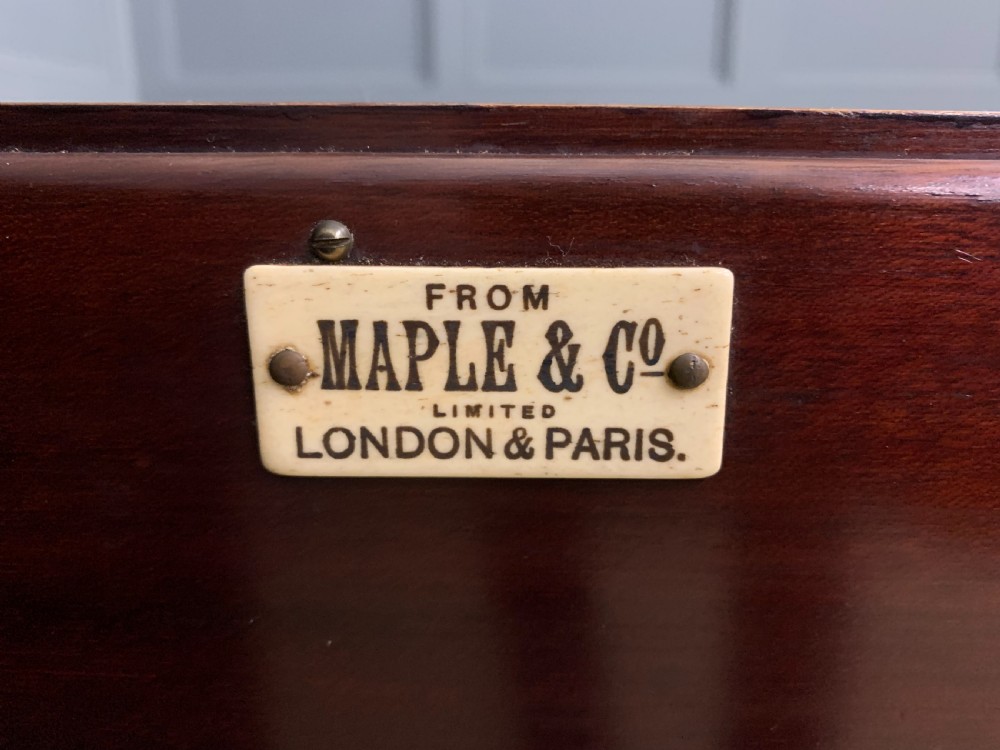 FROM
MAPLE & Cº
LIMITED
LONDON & PARIS.